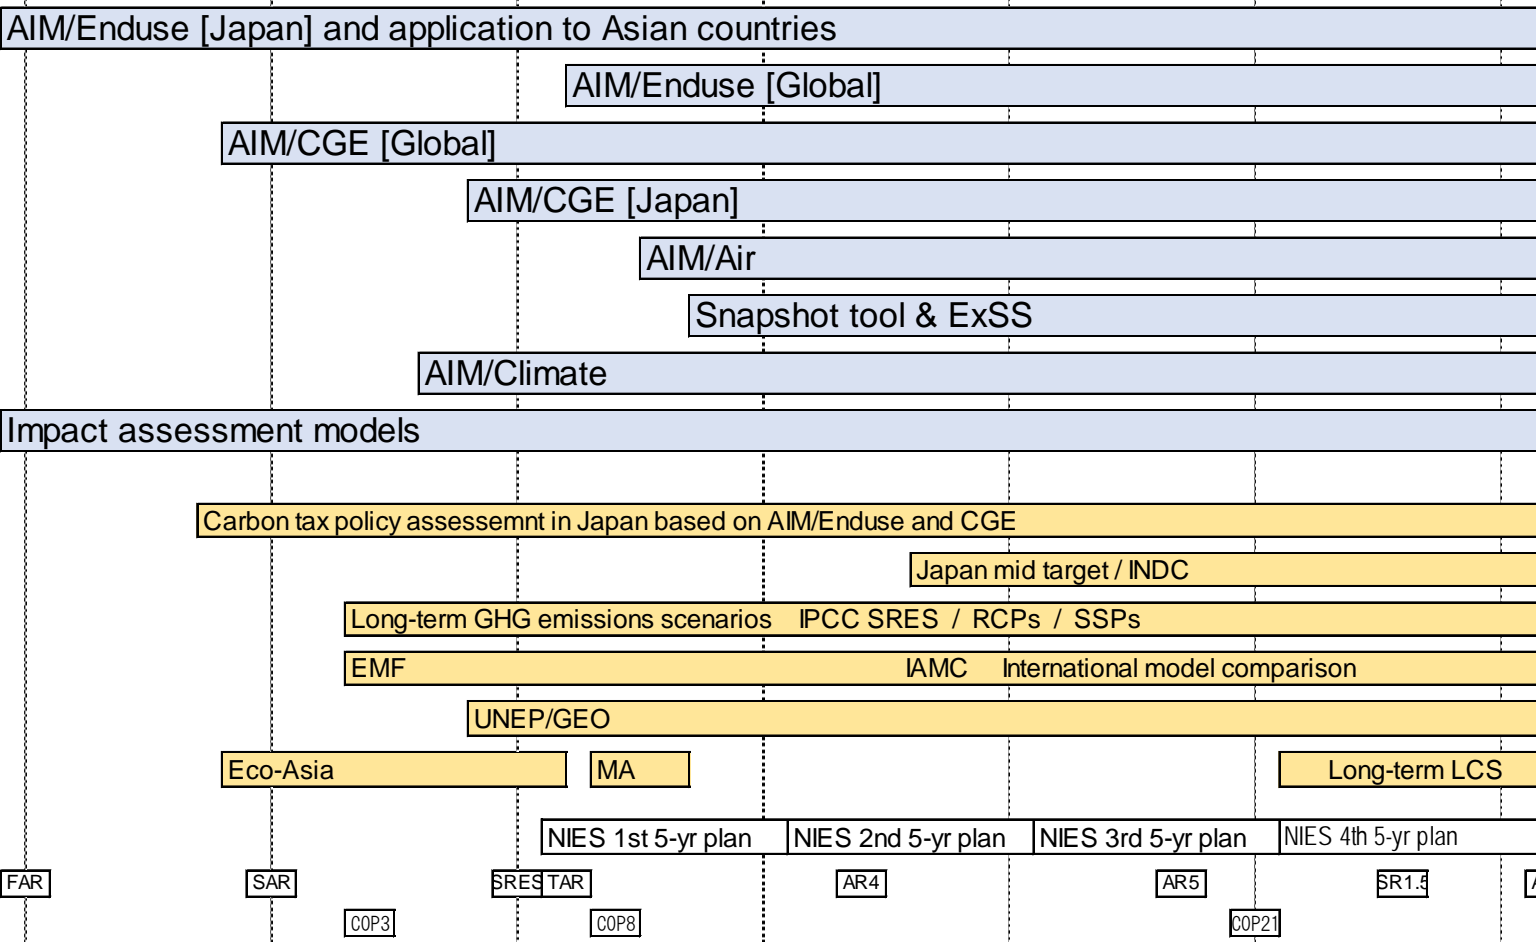 AIM/Enduse [Japan] and application to Asian countries
AIM/Enduse [Global]
AIM/CGE [Global]
AIM/CGE [Japan]
AIM/Air
Snapshot tool & ExSS
AIM/Climate
Impact assessment models
Carbon tax policy assessemnt in Japan based on AIM/Enduse and CGE
Japan mid target / INDC
Long-term GHG emissions scenarios IPCC SRES / RCPs / SSPs
EMF IAMC International model comparison
UNEP/GEO
Eco-Asia MA Long-term LCS
NIES 1st 5-yr plan NIES 2nd 5-yr plan NIES 3rd 5-yr plan NIES 4th 5-yr plan
FAR SAR SRES TAR AR4 AR5 SR1.5
COP3 COP8 COP21